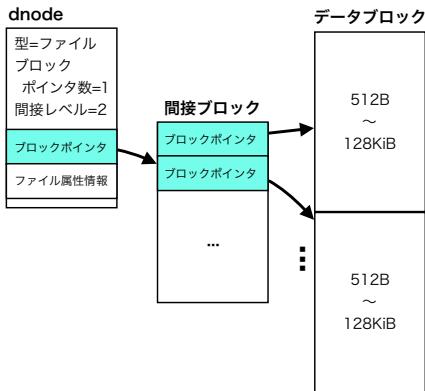 dnode
型=ファイル
ブロック
ポインタ数=1
間接レベル=2
ブロックポインタ
ファイル属性情報
間接ブロック
ブロックポインタ
ブロックポインタ
...
データブロック
512B
〜
128KiB
512B
〜
128KiB